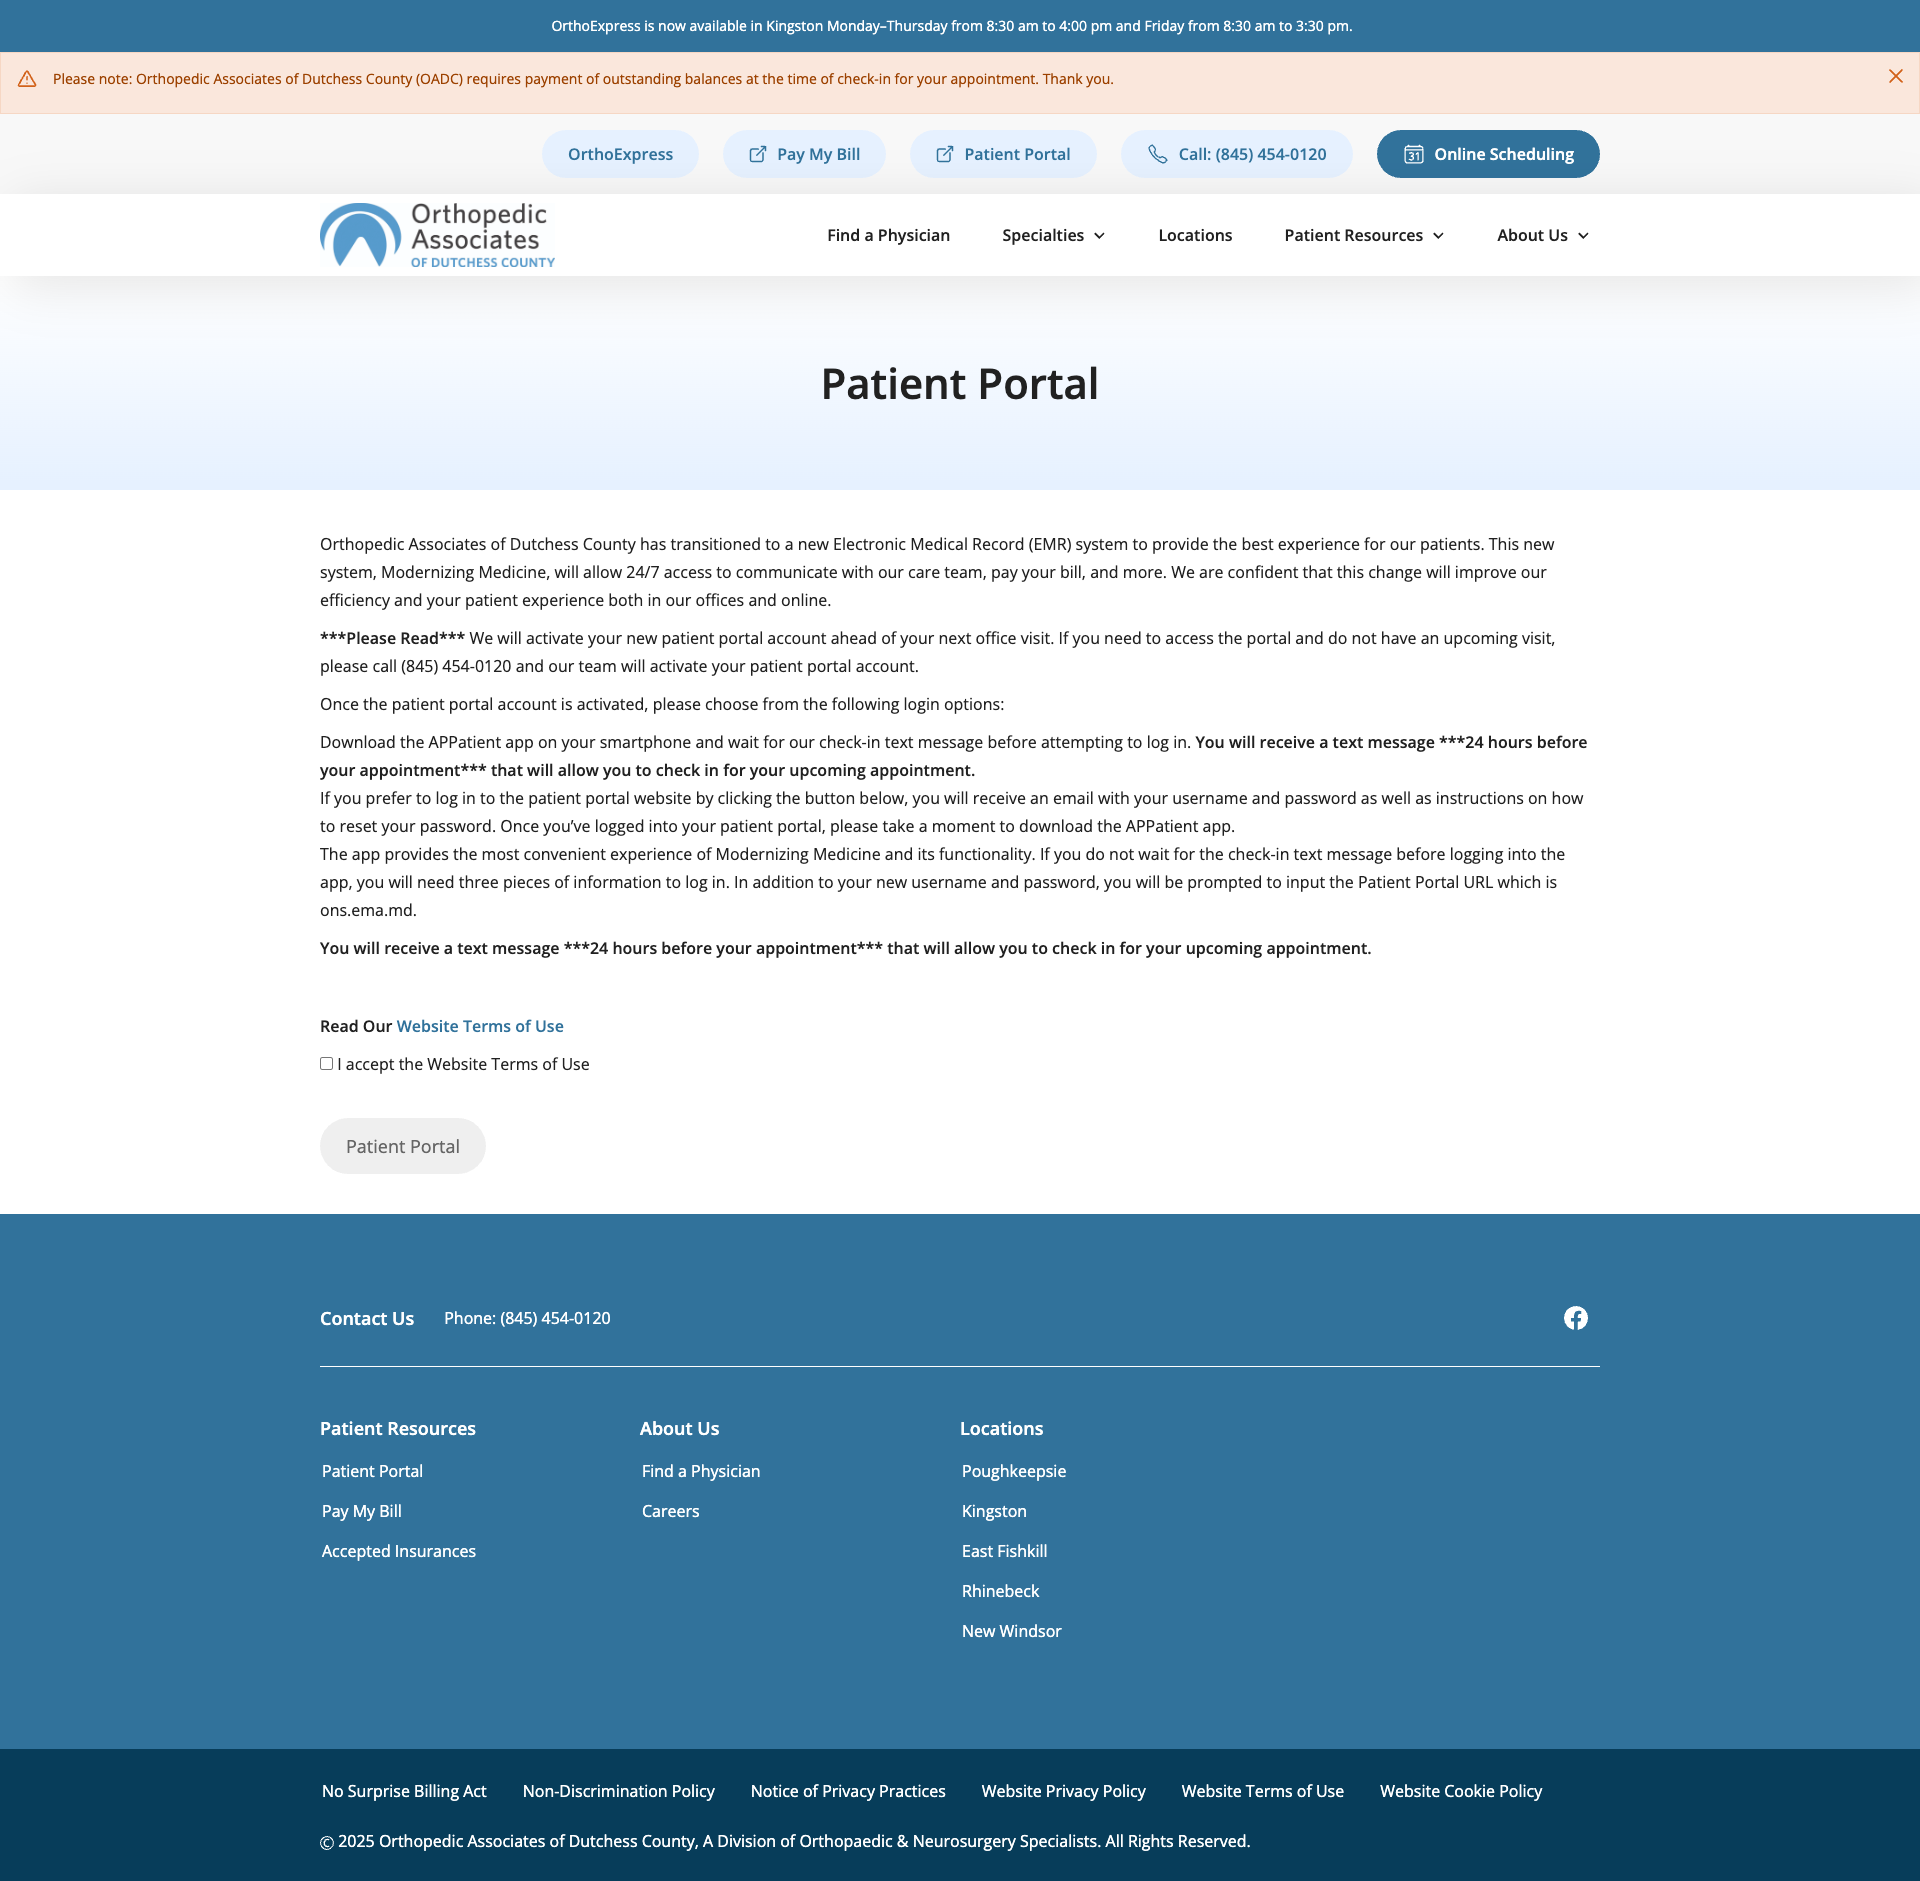 OrthoExpress is now available in Kingston Monday–Thursday from 8:30 am to 4:00 pm and Friday from 8:30 am to 3:30 pm.
Please note: Orthopedic Associates of Dutchess County (OADC) requires payment of outstanding balances at the time of check-in for your appointment. Thank you.
OrthoExpress
Pay My Bill
Patient Portal
Call: (845) 454-0120
31
Online Scheduling
Orthopedic
Associates
OF DUTCHESS COUNTY
Find a Physician
Specialties
Locations
Patient Resources
About Us
Patient Portal
Orthopedic Associates of Dutchess County has transitioned to a new Electronic Medical Record (EMR) system to provide the best experience for our patients. This new
system, Modernizing Medicine, will allow 24/7 access to communicate with our care team, pay your bill, and more. We are confident that this change will improve our
efficiency and your patient experience both in our offices and online.
***Please Read*** We will activate your new patient portal account ahead of your next office visit. If you need to access the portal and do not have an upcoming visit,
please call (845) 454-0120 and our team will activate your patient portal account.
Once the patient portal account is activated, please choose from the following login options:
Download the APPatient app on your smartphone and wait for our check-in text message before attempting to log in. You will receive a text message ***24 hours before
your appointment*** that will allow you to check in for your upcoming appointment.
If you prefer to log in to the patient portal website by clicking the button below, you will receive an email with your username and password as well as instructions on how
to reset your password. Once you’ve logged into your patient portal, please take a moment to download the APPatient app.
The app provides the most convenient experience of Modernizing Medicine and its functionality. If you do not wait for the check-in text message before logging into the
app, you will need three pieces of information to log in. In addition to your new username and password, you will be prompted to input the Patient Portal URL which is
ons.ema.md.
You will receive a text message ***24 hours before your appointment*** that will allow you to check in for your upcoming appointment.
Read Our Website Terms of Use
I accept the Website Terms of Use
Patient Portal
Contact Us
Phone: (845) 454-0120
Patient Resources
Patient Portal
Pay My Bill
Accepted Insurances
About Us
Find a Physician
Careers
Locations
Poughkeepsie
Kingston
East Fishkill
Rhinebeck
New Windsor
No Surprise Billing Act
Non-Discrimination Policy
Notice of Privacy Practices
Website Privacy Policy
Website Terms of Use
Website Cookie Policy
© 2025 Orthopedic Associates of Dutchess County, A Division of Orthopaedic & Neurosurgery Specialists. All Rights Reserved.